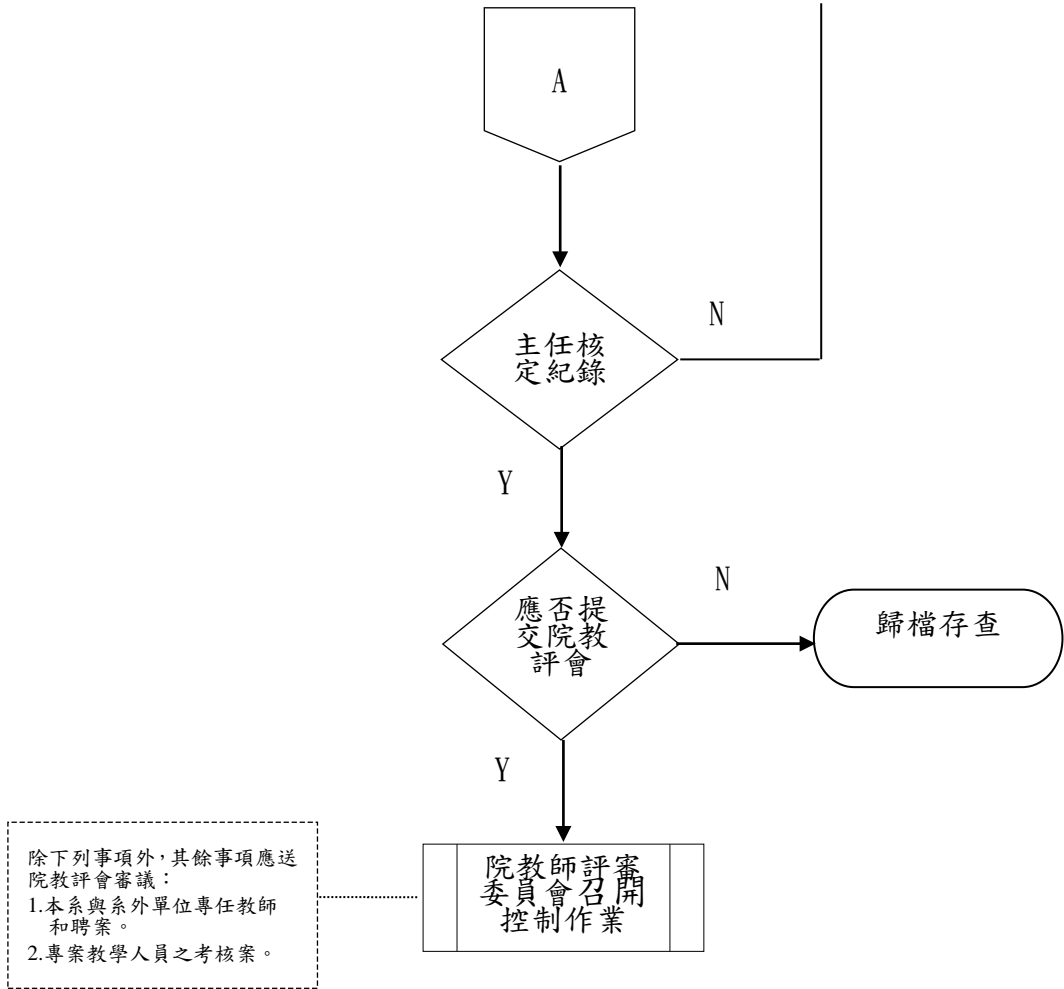 A
主任核
定紀錄
N
Y
應否提
交院教
評會
N
歸檔存查
Y
院教師評審
委員會召開
控制作業
除下列事項外，其餘事項應送
院教評會審議：
1.本系與系外單位專任教師
和聘案。
2.專案教學人員之考核案。